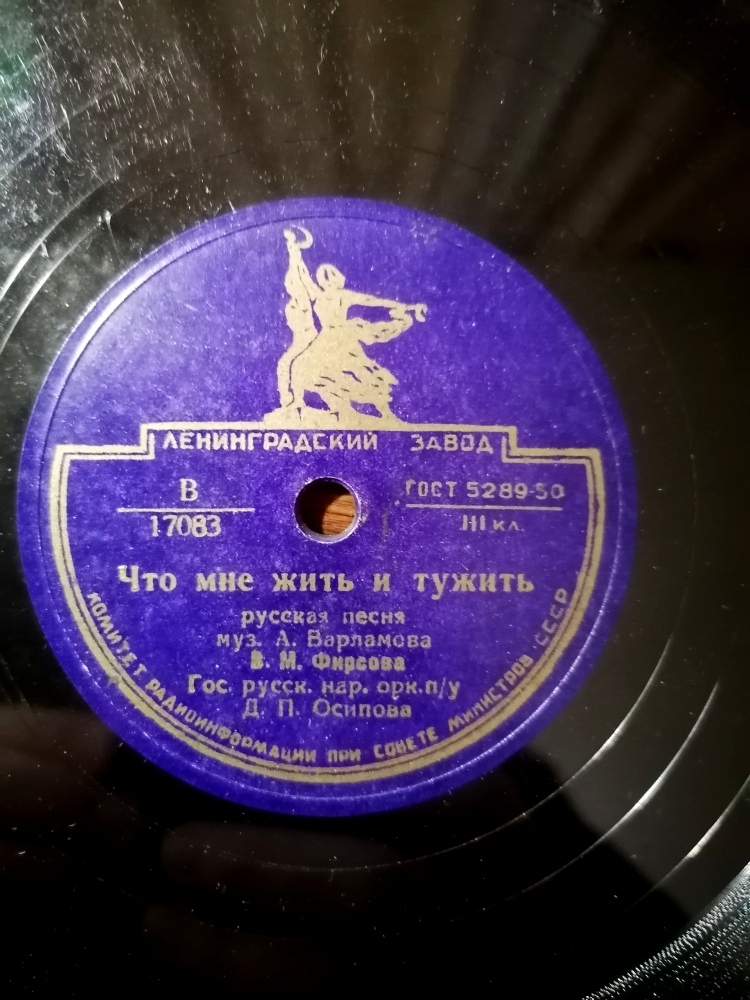 ЛЕНИНГРАДСКИЙ ЗАВОД
В
17083
ГОСТ 5289-50
III кл.
Что мне жить и тужить
русская песня
муз. А. Варламова
В. М. Фирсова
Гос. русск. нар. орк. п/у
Д. П. Осипова
КОМИТЕТ РАДИОИНФОРМАЦИИ ПРИ СОВЕТЕ МИНИСТРОВ СССР